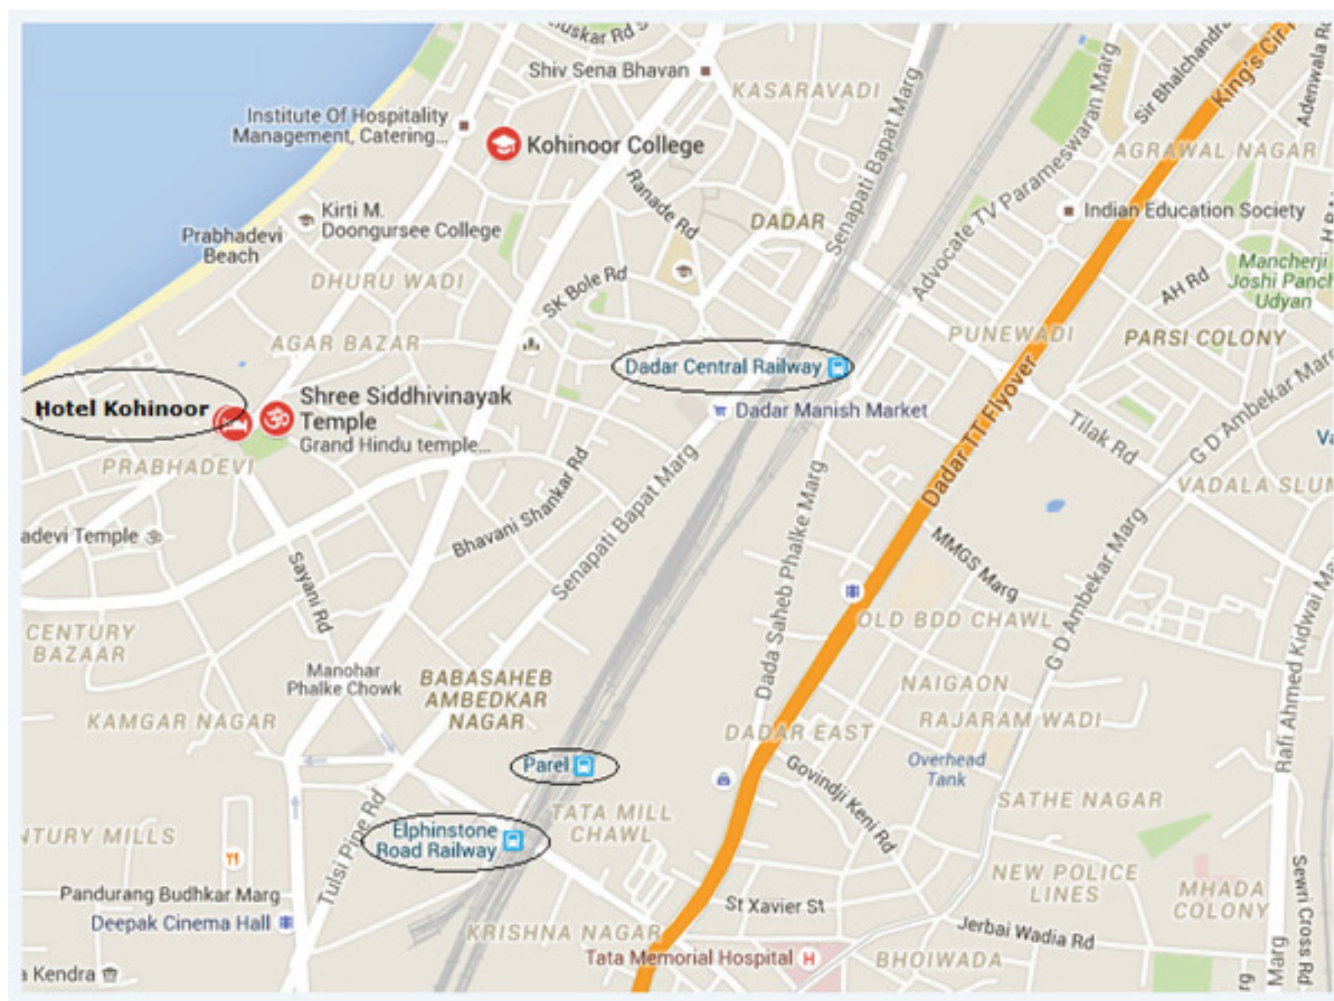 uskar Rd S
Shiv Sena Bhavan
KASARAVADI
King's Cir
Sir Bhalchandra
Adenwala R
Institute Of Hospitality
Management, Catering...
Kohinoor College
Senapati Bapat Marg
Advocate TV Parameswaran Marg
AGRAWAL NAGAR
Ranade Rd
Kirti M.
Doongursee College
DADAR
Indian Education Society
Prabhadevi
Beach
DHURU WADI
SK Bole Rd
AH Rd
Mancherji
Joshi Panch
Udyan
AGAR BAZAR
PUNEWADI
PARSI COLONY
Dadar Central Railway
Hotel Kohinoor
Shree Siddhivinayak
Temple
Grand Hindu temple...
Dadar Manish Market
Dadar TT Flyover
Tilak Rd
G D Ambekar Marg
Va
PRABHADEVI
Bhavani Shankar Rd
Senapati Bapat Marg
VADALA SLUM
adevi Temple
Sayani Rd
Dada Saheb Phalke Marg
MMGS Marg
G D Ambekar Marg
Rafi Ahmed Kidwai Ma
OLD BDD CHAWL
CENTURY
BAZAAR
Manohar
Phalke Chowk
BABASAHEB
AMBEDKAR
NAGAR
NAIGAON
KAMGAR NAGAR
DADAR EAST
RAJARAM WADI
Parel
Govindji Keni Rd
Overhead
Tank
SATHE NAGAR
NTURY MILLS
Tulsi Pipe Rd
Elphinstone
Road Railway
TATA MILL
CHAWL
NEW POLICE
LINES
MHADA
COLONY
Sewri Cross Rd
Pandurang Budhkar Marg
Deepak Cinema Hall
St Xavier St
KRISHNA NAGAR
Jerbai Wadia Rd
Tata Memorial Hospital
BHOIWADA
a Kendra
rg
Marg